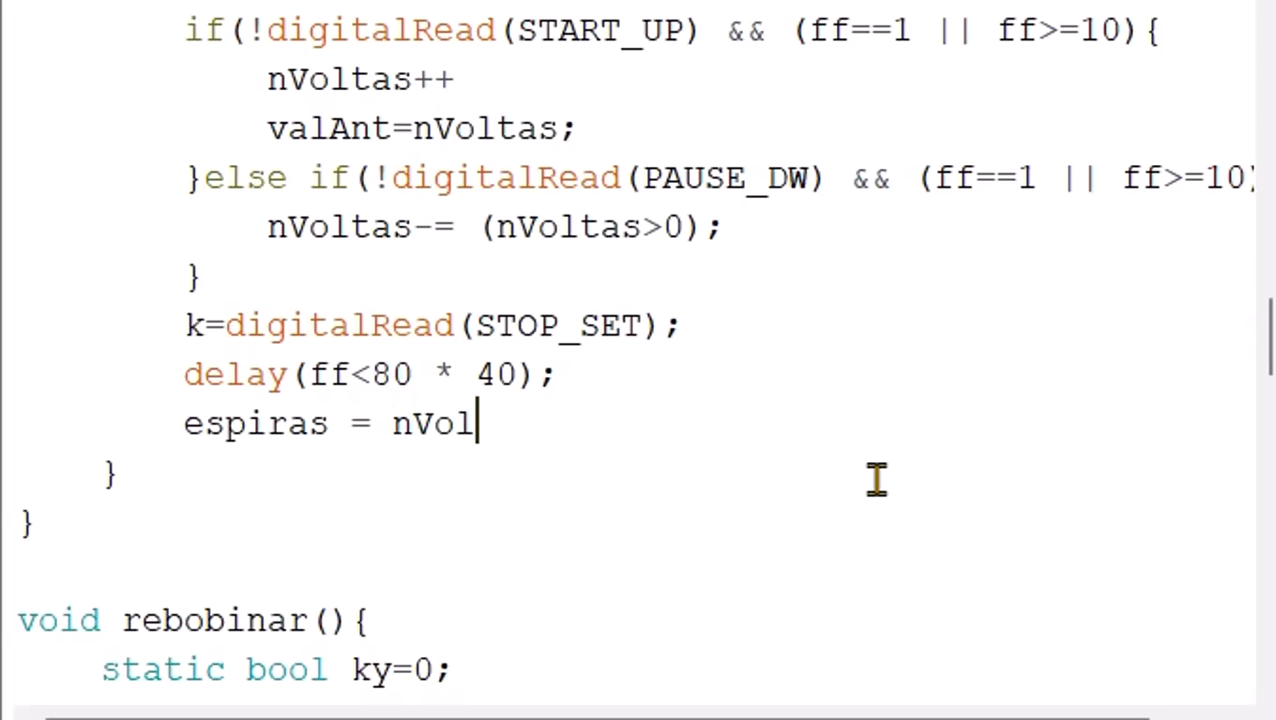 if(!digitalRead(START_UP) && (ff==1 || ff>=10){
nVoltas++
valAnt=nVoltas;
}else if(!digitalRead(PAUSE_DW) && (ff==1 || ff>=10)
nVoltas-= (nVoltas>0);
}
k=digitalRead(STOP_SET);
delay(ff<80 * 40);
espiras = nVol
}
}
void rebobinar(){
static bool ky=0;